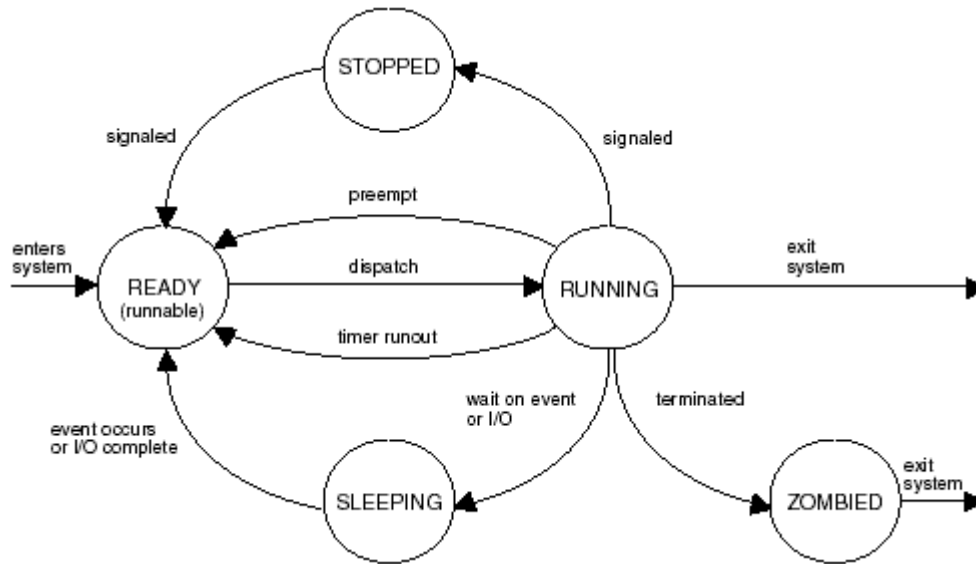 STOPPED
signaled
signaled
preempt
enters
system
dispatch
exit
system
READY
(runnable)
RUNNING
timer runout
wait on event
or I/O
terminated
event occurs
or I/O complete
SLEEPING
ZOMBIED
exit
system